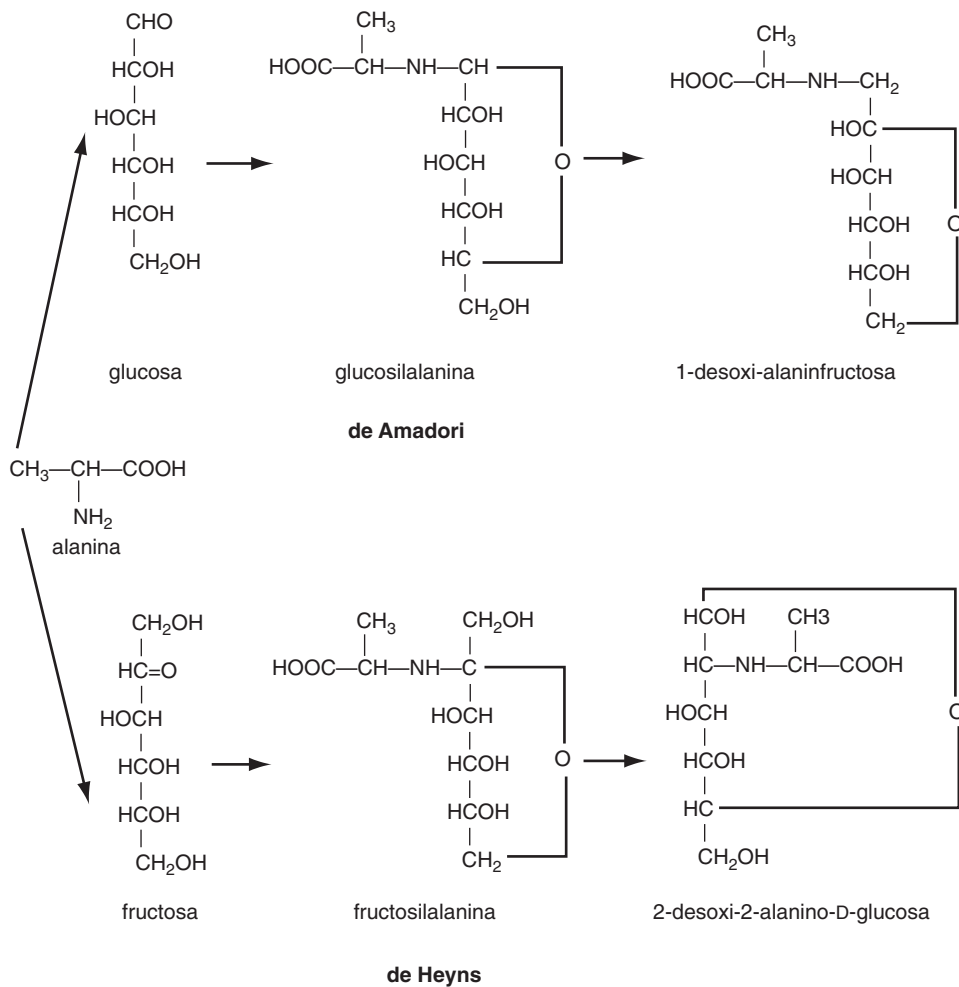 CHO
HCOH
HOCH
HCOH
HCOH
CH2OH
glucosa
CH3
HOOC—CH—NH—CH
HCOH
HOCH
O
HCOH
HC
CH2OH
glucosilalanina
CH3
HOOC—CH—NH—CH2
HOC
HOCH
HCOH
O
HCOH
CH2
1-desoxi-alaninfructosa
de Amadori
CH3—CH—COOH
NH2
alanina
CH2OH
HC=O
HOCH
HCOH
HCOH
CH2OH
fructosa
CH3
CH2OH
HOOC—CH—NH—C
HOCH
O
HCOH
HCOH
CH2
fructosilalanina
HCOH
CH3
HC—NH—CH—COOH
HOCH
O
HCOH
HC
CH2OH
2-desoxi-2-alanino-D-glucosa
de Heyns